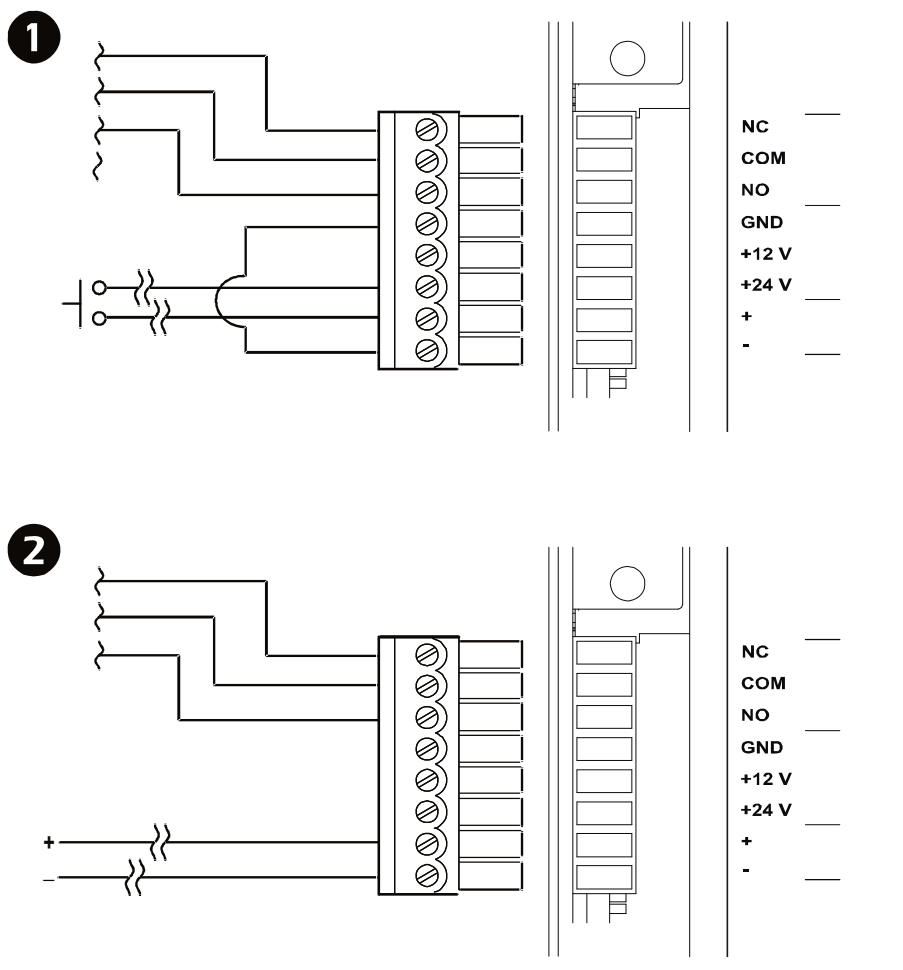 1
NC
COM
NO
GND
+12 V
+24 V
+
-
2
NC
COM
NO
GND
+12 V
+24 V
+
-
+
–